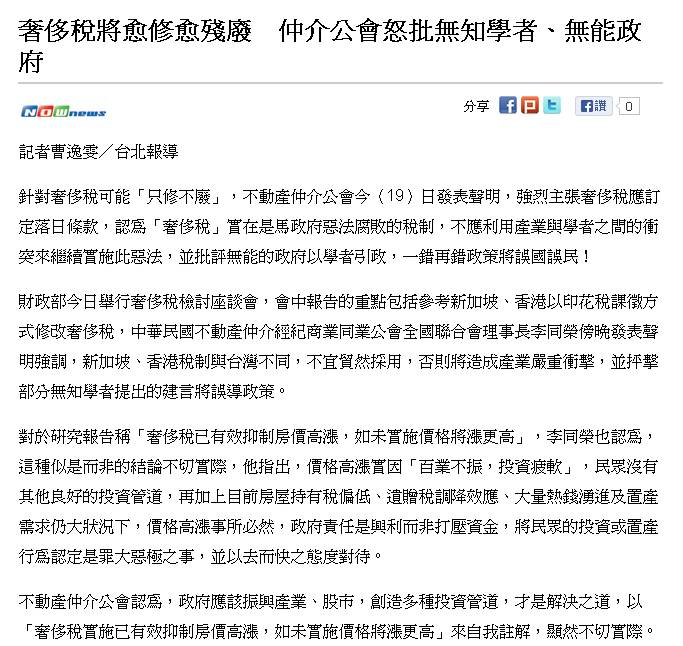 奢侈稅將愈修愈殘廢　仲介公會怒批無知學者、無能政
府
NOWnews
分享 讚 0
記者曹逸雯／台北報導
針對奢侈稅可能「只修不廢」，不動產仲介公會今（19）日發表聲明，強烈主張奢侈稅應訂
定落日條款，認為「奢侈稅」實在是馬政府惡法腐敗的稅制，不應利用產業與學者之間的衝
突來繼續實施此惡法，並批評無能的政府以學者引政，一錯再錯政策將誤國誤民！
財政部今日舉行奢侈稅檢討座談會，會中報告的重點包括參考新加坡、香港以印花稅課徵方
式修改奢侈稅，中華民國不動產仲介經紀商業同業公會全國聯合會理事長李同榮傍晚發表聲
明強調，新加坡、香港稅制與台灣不同，不宜貿然採用，否則將造成產業嚴重衝擊，並抨擊
部分無知學者提出的建言將誤導政策。
對於研究報告稱「奢侈稅已有效抑制房價高漲，如未實施價格將漲更高」，李同榮也認為，
這種似是而非的結論不切實際，他指出，價格高漲實因「百業不振，投資疲軟」，民眾沒有
其他良好的投資管道，再加上目前房屋持有稅偏低、遺贈稅調降效應、大量熱錢湧進及置產
需求仍大狀況下，價格高漲事所必然，政府責任是興利而非打壓資金，將民眾的投資或置產
行為認定是罪大惡極之事，並以去而快之態度對待。
不動產仲介公會認為，政府應該振興產業、股市，創造多種投資管道，才是解決之道，以
「奢侈稅實施已有效抑制房價高漲，如未實施價格將漲更高」來自我註解，顯然不切實際。